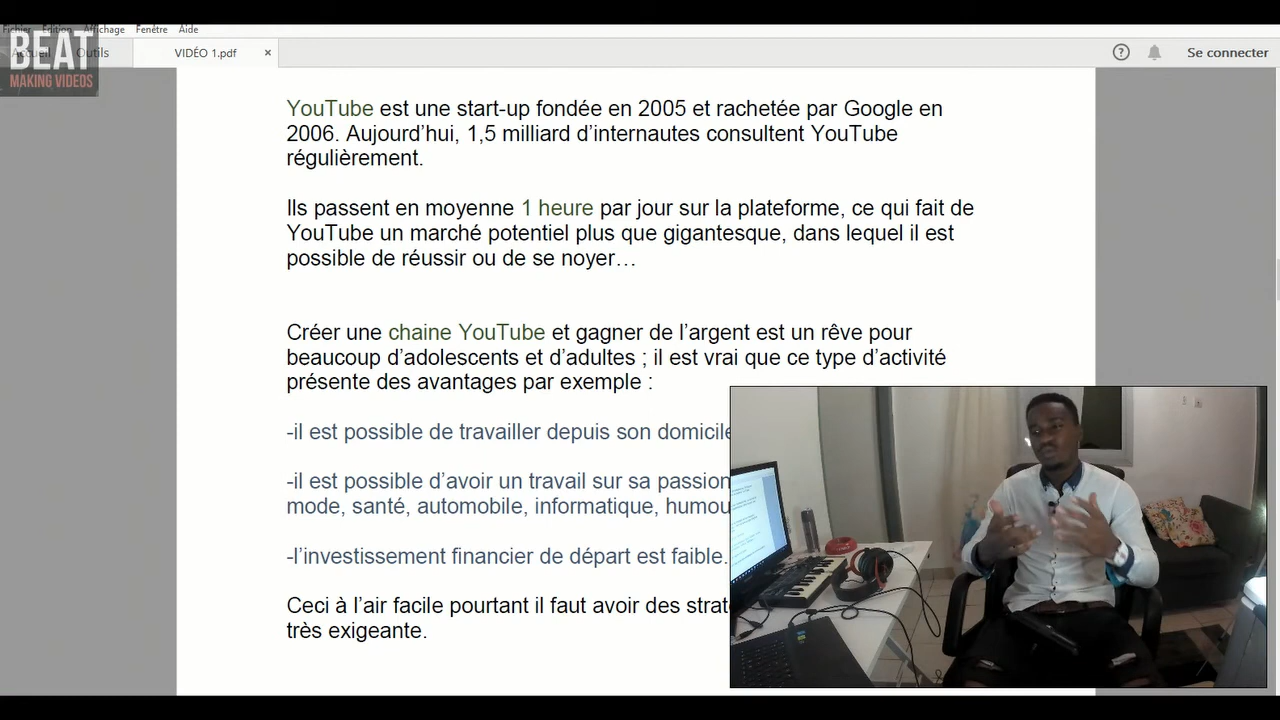 Fichier Edition Affichage Fenêtre Aide
BEAT
MAKING VIDEOS
Accueil Outils VIDÉO 1.pdf × ? Se connecter
YouTube est une start-up fondée en 2005 et rachetée par Google en
2006. Aujourd’hui, 1,5 milliard d’internautes consultent YouTube
régulièrement.
Ils passent en moyenne 1 heure par jour sur la plateforme, ce qui fait de
YouTube un marché potentiel plus que gigantesque, dans lequel il est
possible de réussir ou de se noyer…
Créer une chaine YouTube et gagner de l’argent est un rêve pour
beaucoup d’adolescents et d’adultes ; il est vrai que ce type d’activité
présente des avantages par exemple :
-il est possible de travailler depuis son domicile
-il est possible d’avoir un travail sur sa passion
mode, santé, automobile, informatique, humou
-l’investissement financier de départ est faible.
Ceci à l’air facile pourtant il faut avoir des strat
très exigeante.